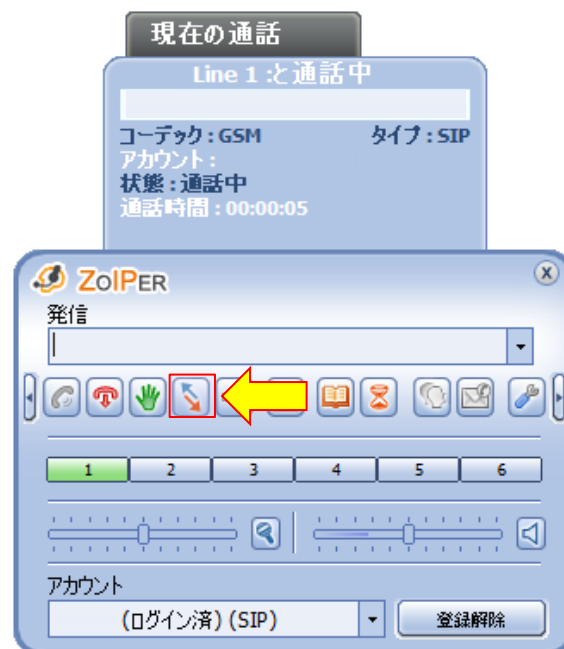 現在の通話
Line 1 :と通話中
コーデック : GSM タイプ : SIP
アカウント :
状態 : 通話中
通話時間 : 00:00:05
ZOIPER
発信
1 2 3 4 5 6
アカウント
(ログイン済) (SIP) 登録解除